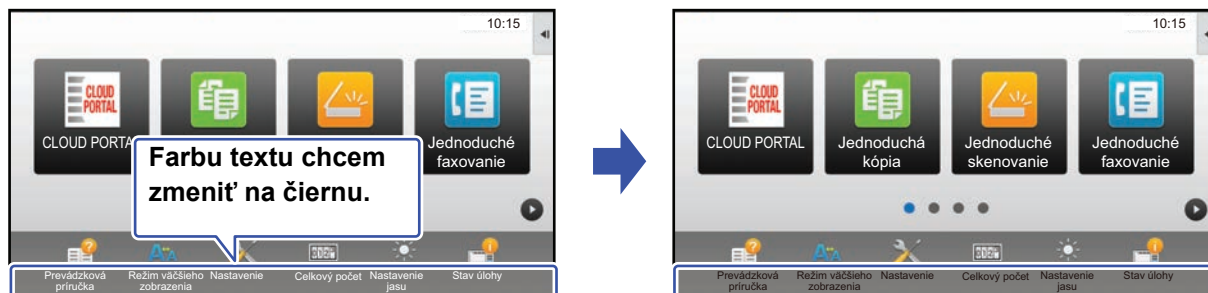 10:15
CLOUD
PORTAL
CLOUD PORTA
Jednoduché
faxovanie
Farbu textu chcem
zmeniť na čiernu.
Prevádzková
príručka
Režim väčšieho
zobrazenia
Nastavenie
Celkový počet
Nastavenie
jasu
Stav úlohy
10:15
CLOUD
PORTAL
CLOUD PORTAL
Jednoduchá
kópia
Jednoduché
skenovanie
Jednoduché
faxovanie
Prevádzková
príručka
Režim väčšieho
zobrazenia
Nastavenie
Celkový počet
Nastavenie
jasu
Stav úlohy